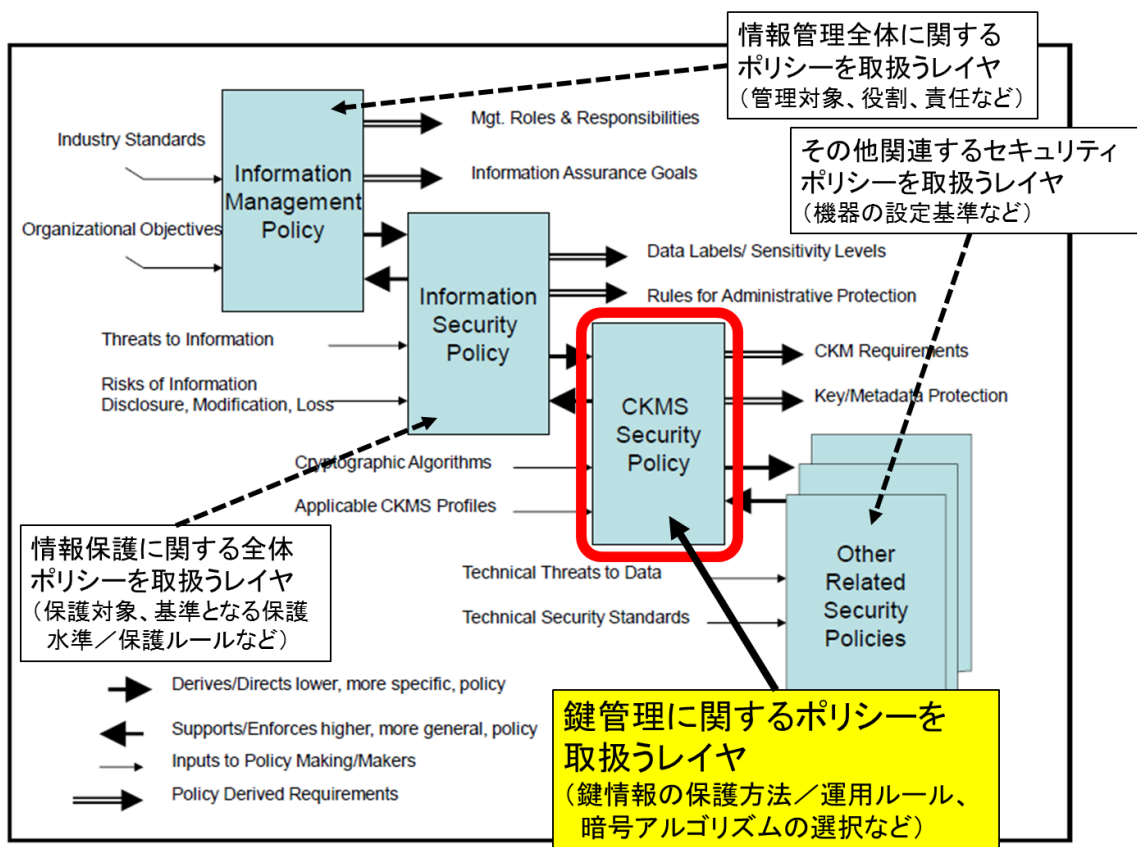 情報管理全体に関する
ポリシーを取扱うレイヤ
（管理対象、役割、責任など）
その他関連するセキュリティ
ポリシーを取扱うレイヤ
（機器の設定基準など）
Industry Standards
Organizational Objectives
Information
Management
Policy
Mgt. Roles & Responsibilities
Information Assurance Goals
Threats to Information
Risks of Information
Disclosure, Modification, Loss
Information
Security
Policy
Data Labels/ Sensitivity Levels
Rules for Administrative Protection
Cryptographic Algorithms
Applicable CKMS Profiles
CKMS
Security
Policy
CKM Requirements
Key/Metadata Protection
Technical Threats to Data
Technical Security Standards
Other
Related
Security
Policies
情報保護に関する全体
ポリシーを取扱うレイヤ
（保護対象、基準となる保護
水準／保護ルールなど）
鍵管理に関するポリシーを
取扱うレイヤ
（鍵情報の保護方法／運用ルール、
暗号アルゴリズムの選択など）
Derives/Directs lower, more specific, policy
Supports/Enforces higher, more general, policy
Inputs to Policy Making/Makers
Policy Derived Requirements